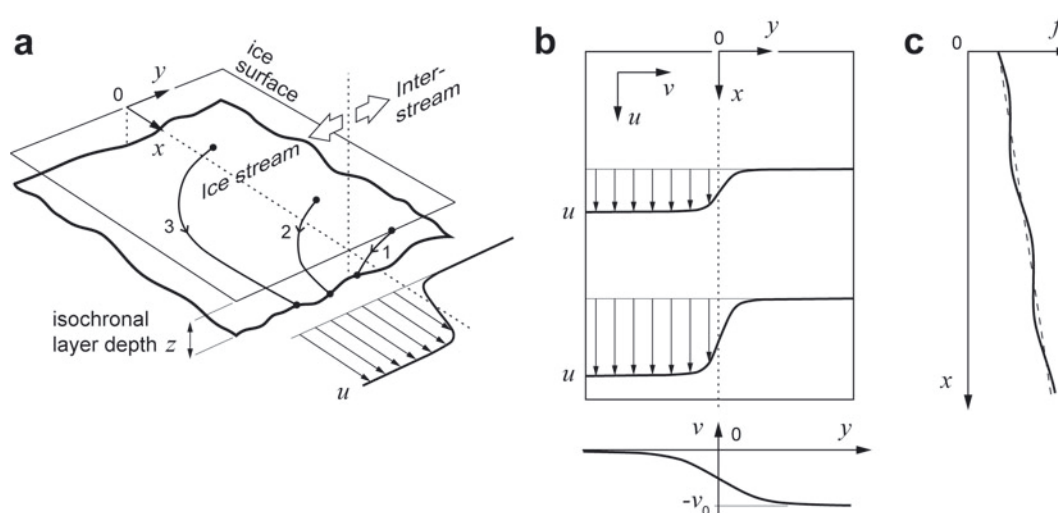 a
ice
surface
y
0
x
Inter-
stream
Ice stream
3
2
1
isochronal
layer depth z
u
b
0
y
x
v
u
u
u
v
0
y
-v0
c
0
x